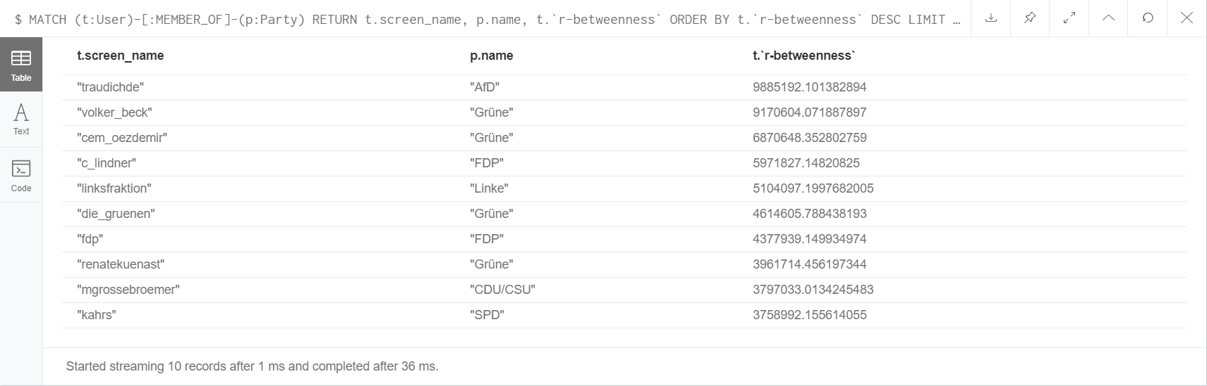 $ MATCH (t:User)-[:MEMBER_OF]-(p:Party) RETURN t.screen_name, p.name, t.`r-betweenness` ORDER BY t.`r-betweenness` DESC LIMIT …
Table
Text
Code
t.screen_name p.name t.`r-betweenness`
"traudichde" "AfD" 9885192.101382894
"volker_beck" "Grüne" 9170604.071887897
"cem_oezdemir" "Grüne" 6870648.352802759
"c_lindner" "FDP" 5971827.14820825
"linksfraktion" "Linke" 5104097.1997682005
"die_gruenen" "Grüne" 4614605.788438193
"fdp" "FDP" 4377939.149934974
"renatekuenast" "Grüne" 3961714.456197344
"mgrossebroemer" "CDU/CSU" 3797033.0134245483
"kahrs" "SPD" 3758992.155614055
Started streaming 10 records after 1 ms and completed after 36 ms.